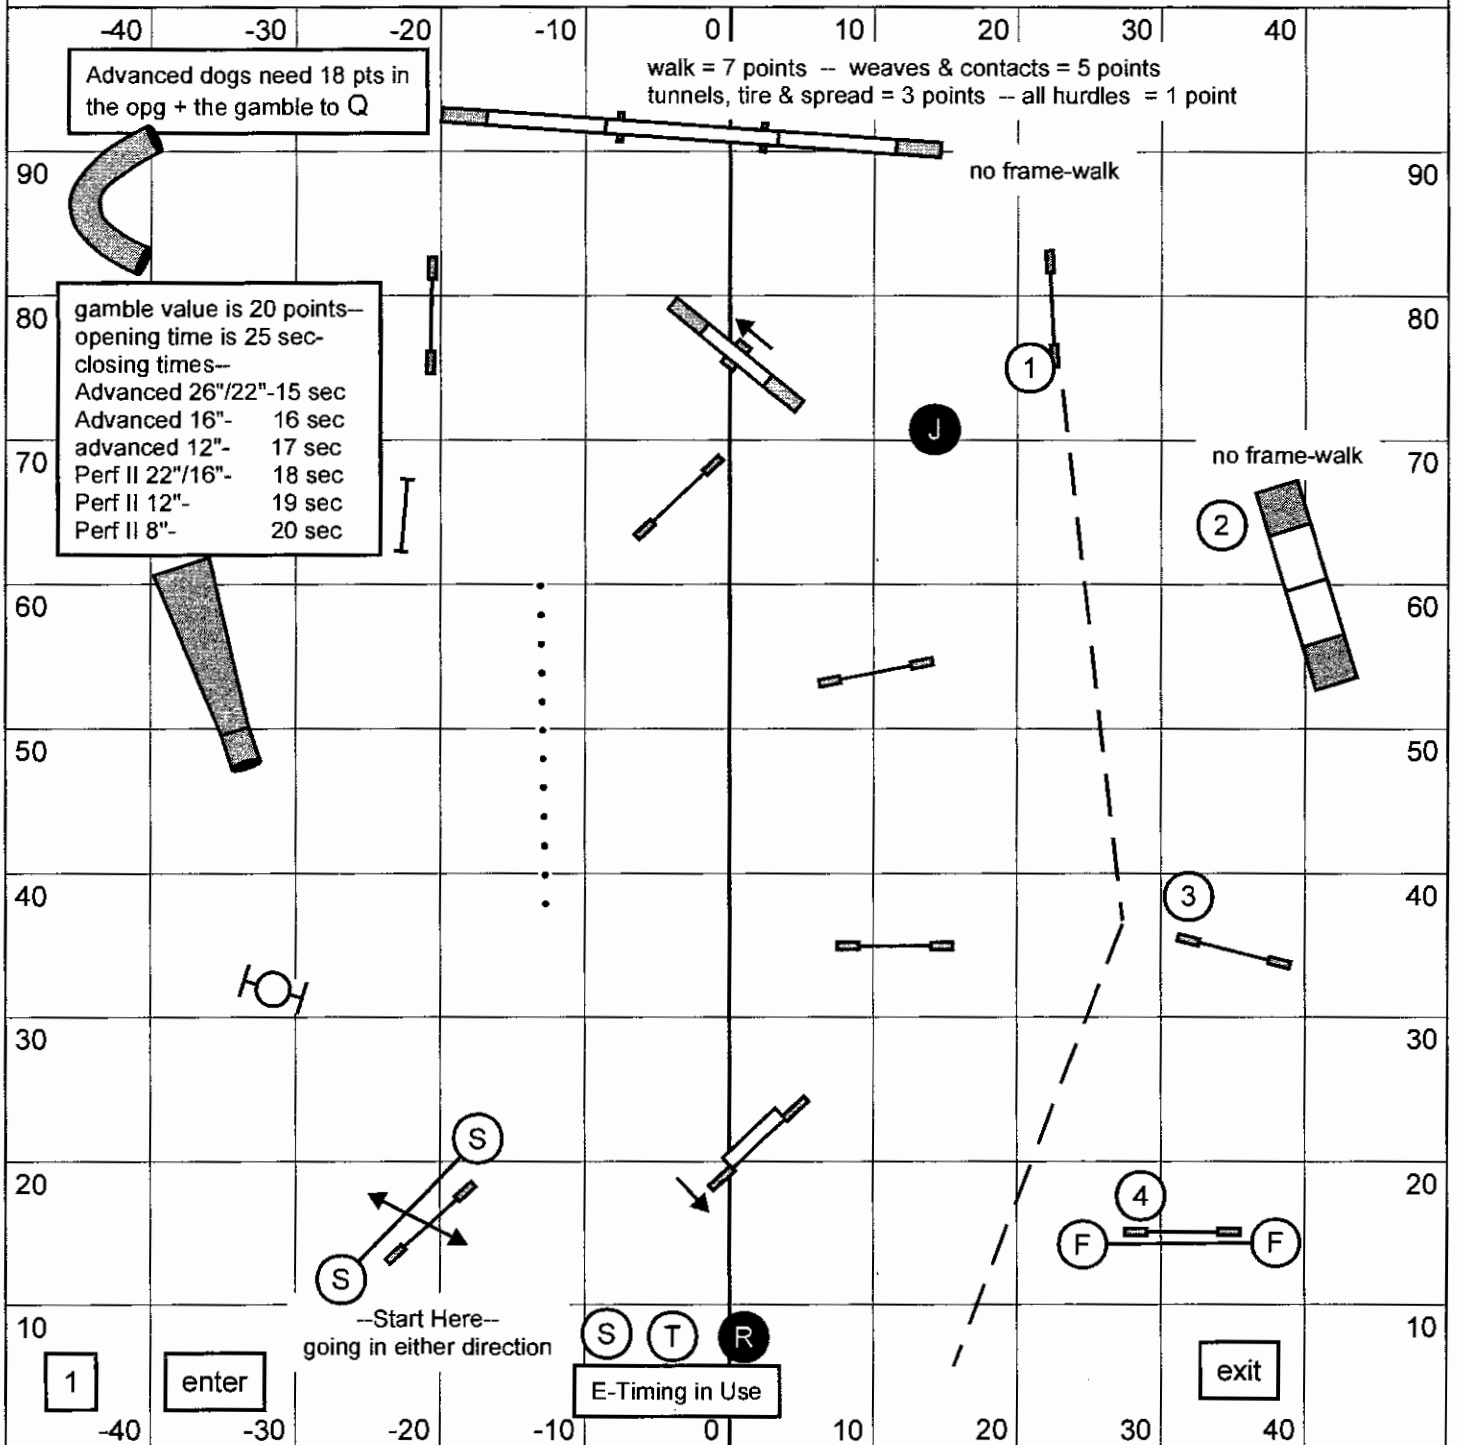 -40 -30 -20 -10 0 10 20 30 40
Advanced dogs need 18 pts in
the opg + the gamble to Q
walk = 7 points -- weaves & contacts = 5 points
tunnels, tire & spread = 3 points -- all hurdles = 1 point
90 no frame-walk 90
gamble value is 20 points--
opening time is 25 sec-
closing times--
Advanced 26"/22"-15 sec
Advanced 16"- 16 sec
advanced 12"- 17 sec
Perf II 22"/16"- 18 sec
Perf II 12"- 19 sec
Perf II 8"- 20 sec
80 80
1
J
70 no frame-walk 70
2
60 60
50 50
40 3 40
30 30
S
20 4 20
F F
S
--Start Here--
going in either direction
10 S T R 10
1 enter E-Timing in Use exit
-40 -30 -20 -10 0 10 20 30 40